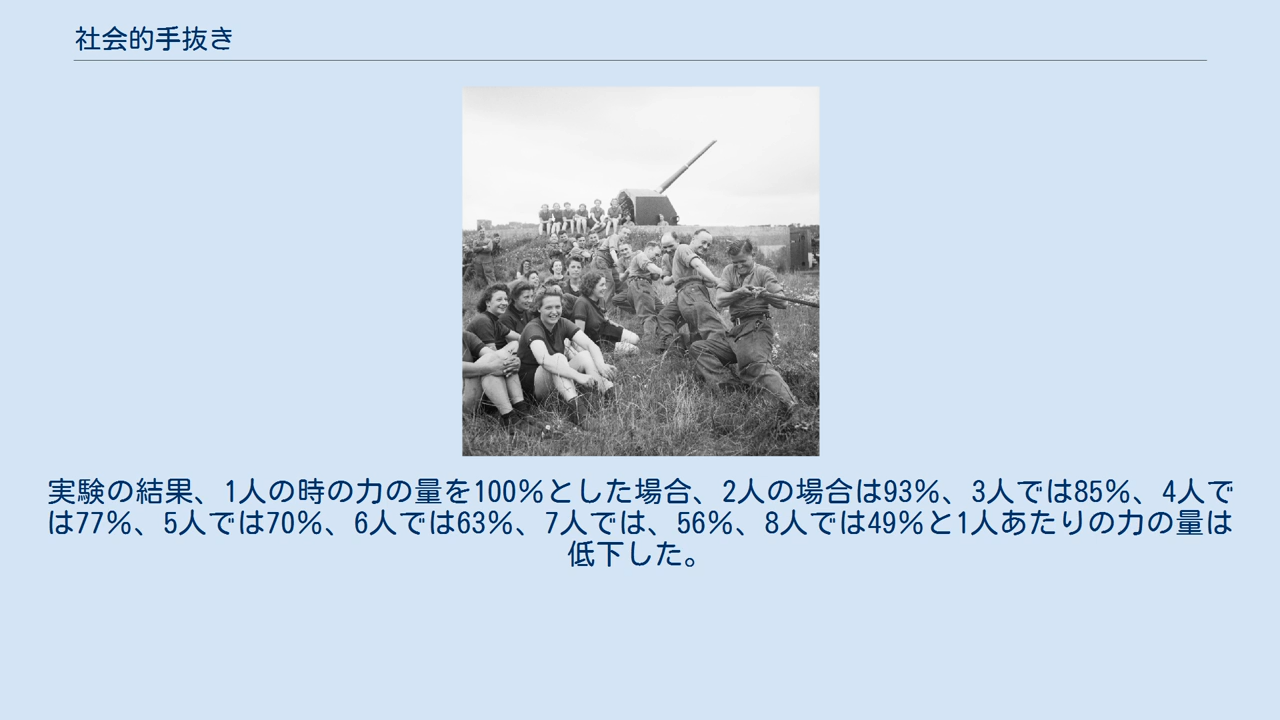 社会的手抜き
実験の結果、1人の時の力の量を100%とした場合、2人の場合は93%、3人では85%、4人で
は77%、5人では70%、6人では63%、7人では、56%、8人では49%と1人あたりの力の量は
低下した。